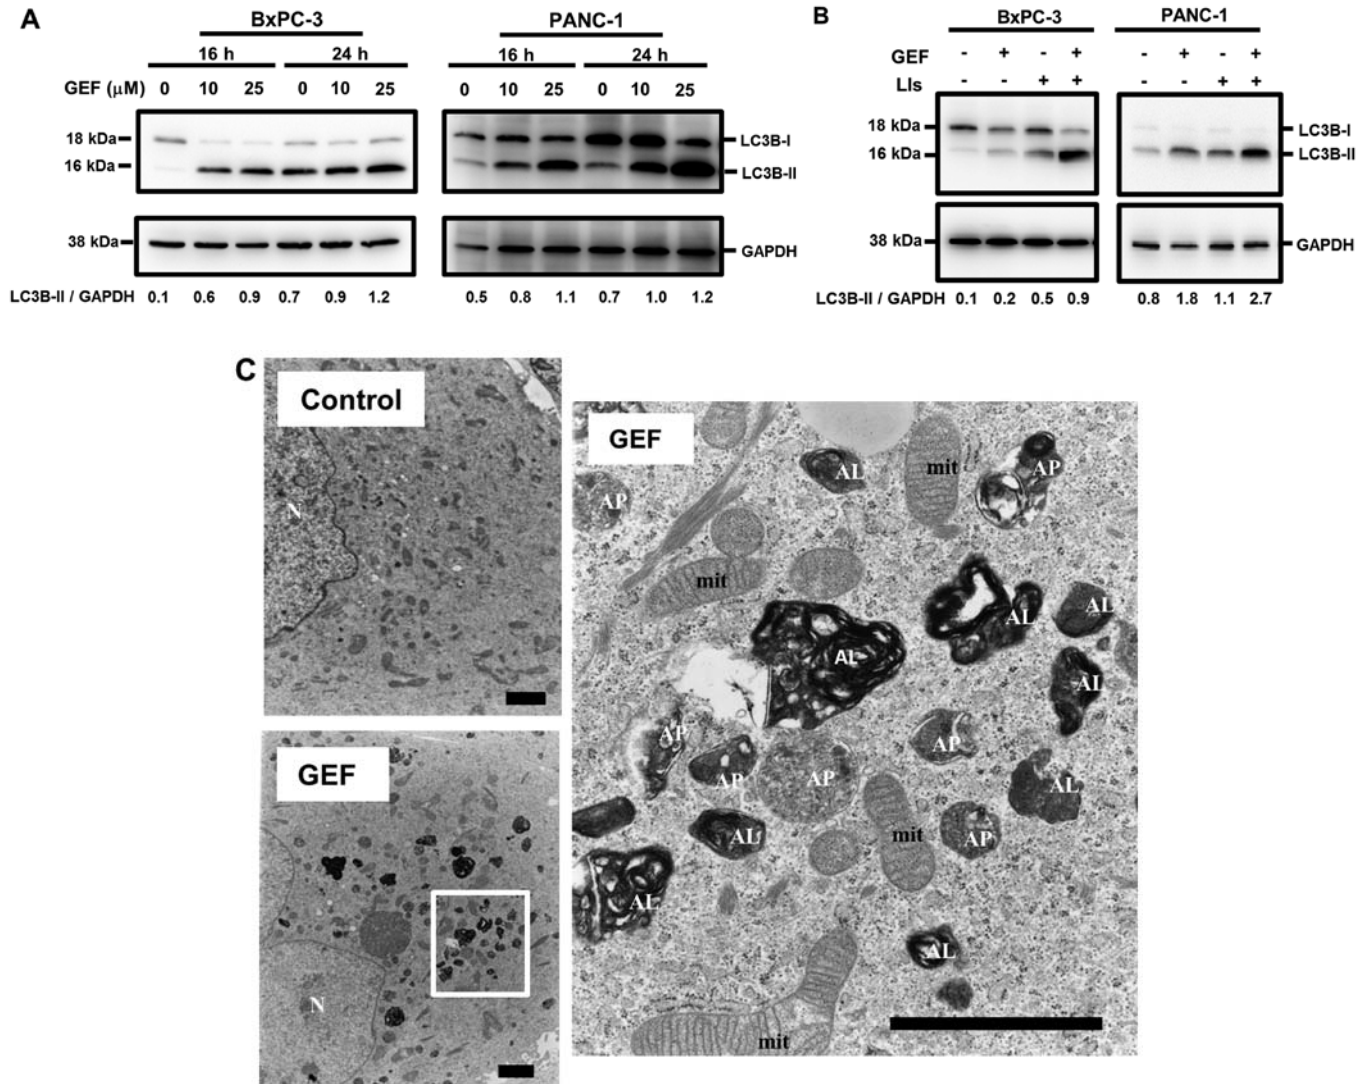 A
BxPC-3
PANC-1
16 h
24 h
16 h
24 h
GEF (µM)
0
10
25
0
10
25
0
10
25
0
10
25
18 kDa
LC3B-I
16 kDa
LC3B-II
38 kDa
GAPDH
LC3B-II / GAPDH
0.1
0.6
0.9
0.7
0.9
1.2
0.5
0.8
1.1
0.7
1.0
1.2
B
BxPC-3
PANC-1
GEF
-
+
-
+
-
+
-
+
LIs
-
-
+
+
-
-
+
+
18 kDa
LC3B-I
16 kDa
LC3B-II
38 kDa
GAPDH
LC3B-II / GAPDH
0.1
0.2
0.5
0.9
0.8
1.8
1.1
2.7
C
Control
N
GEF
N
GEF
AL
mit
AP
AP
mit
AL
AL
AL
AL
AP
AP
AP
AP
AL
AL
mit
AP
AL
AL
mit